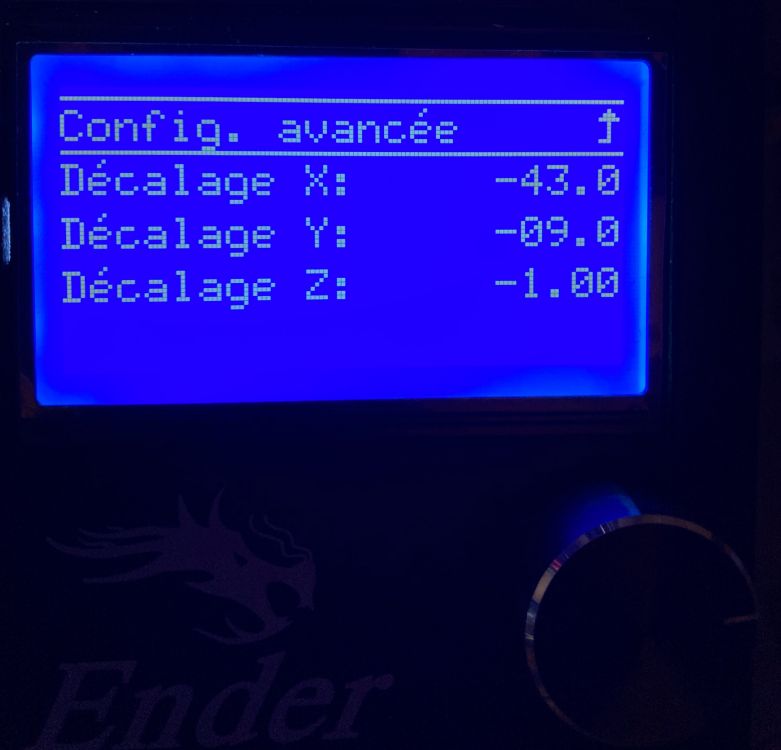 Config. avancée
Décalage X: -43.0
Décalage Y: -09.0
Décalage Z: -1.00
Ender